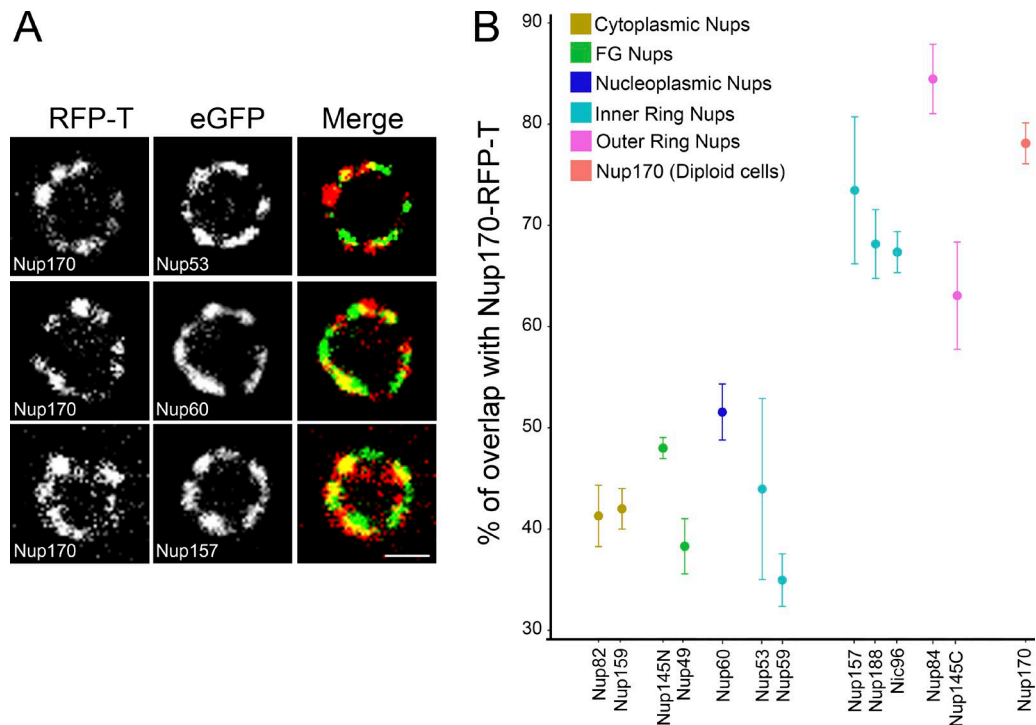 A
RFP-T eGFP Merge
Nup170 Nup53
Nup170 Nup60
Nup170 Nup157
B
% of overlap with Nup170-RFP-T
90
80
70
60
50
40
30
Cytoplasmic Nups
FG Nups
Nucleoplasmic Nups
Inner Ring Nups
Outer Ring Nups
Nup170 (Diploid cells)
Nup82
Nup159
Nup145N
Nup49
Nup60
Nup53
Nup59
Nup157
Nup188
Nic96
Nup84
Nup145C
Nup170